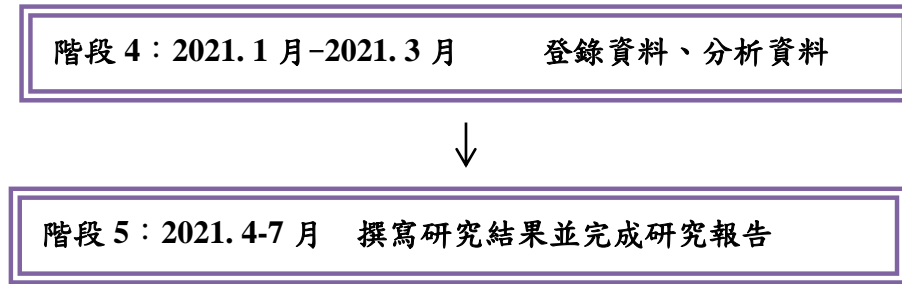 階段 4：2021. 1 月-2021. 3 月 登錄資料、分析資料
階段 5：2021. 4-7 月 撰寫研究結果並完成研究報告